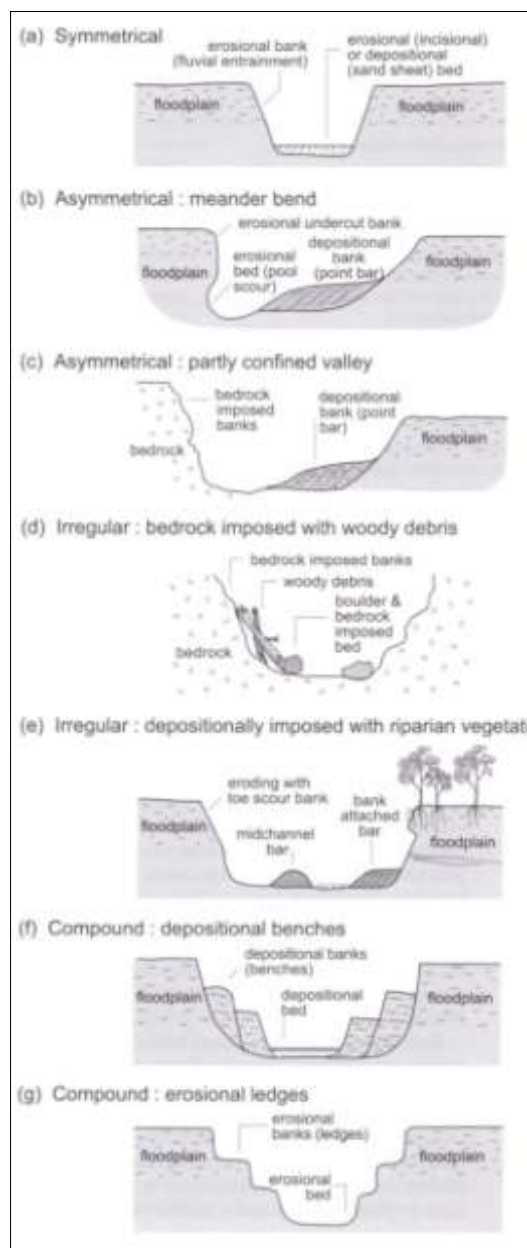 (a) Symmetrical
erosional bank
(fluvial entrainment)
erosional (incisional)
or depositional
(sand sheet) bed
floodplain
floodplain
(b) Asymmetrical : meander bend
erosional undercut bank
erosional
bed (pool
scour)
depositional
bank
(point bar)
floodplain
floodplain
(c) Asymmetrical : partly confined valley
bedrock
imposed
banks
depositional
bank (point
bar)
bedrock
floodplain
(d) Irregular : bedrock imposed with woody debris
bedrock imposed banks
woody debris
boulder &
bedrock
imposed
bed
bedrock
(e) Irregular : depositionally imposed with riparian vegetati
eroding with
toe scour bank
bank
attached
bar
midchannel
bar
floodplain
floodplain
(f) Compound : depositional benches
depositional banks
(benches)
depositional
bed
floodplain
floodplain
(g) Compound : erosional ledges
erosional
banks (ledges)
erosional
bed
floodplain
floodplain